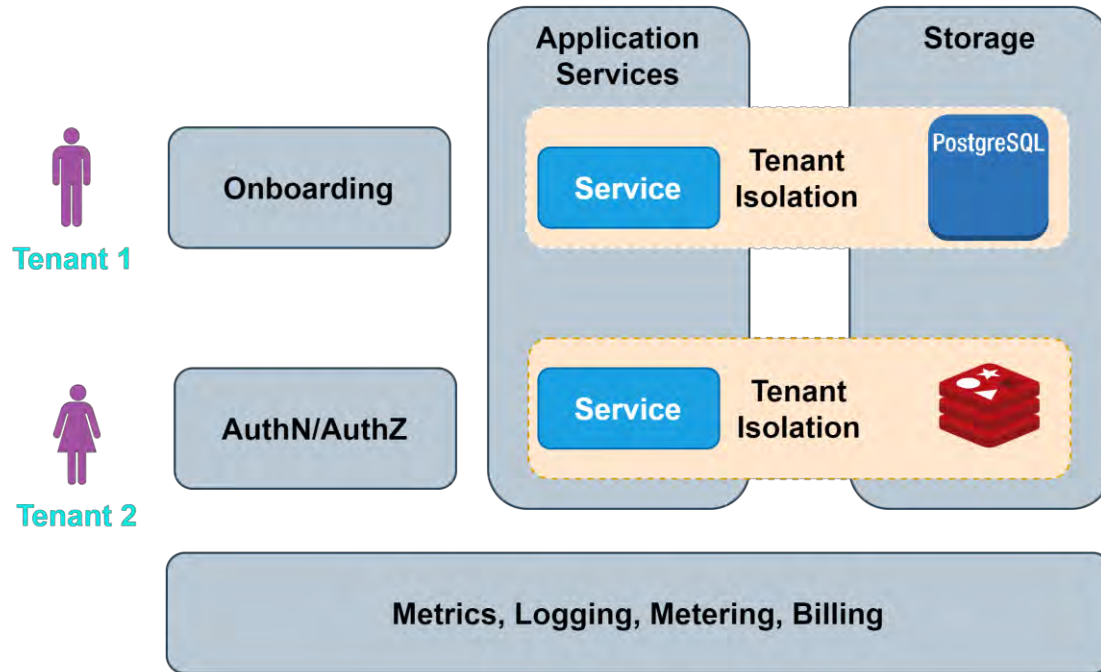 Application
Services
Storage
Tenant 1
Onboarding
Service
Tenant
Isolation
PostgreSQL
Tenant 2
AuthN/AuthZ
Service
Tenant
Isolation
Metrics, Logging, Metering, Billing